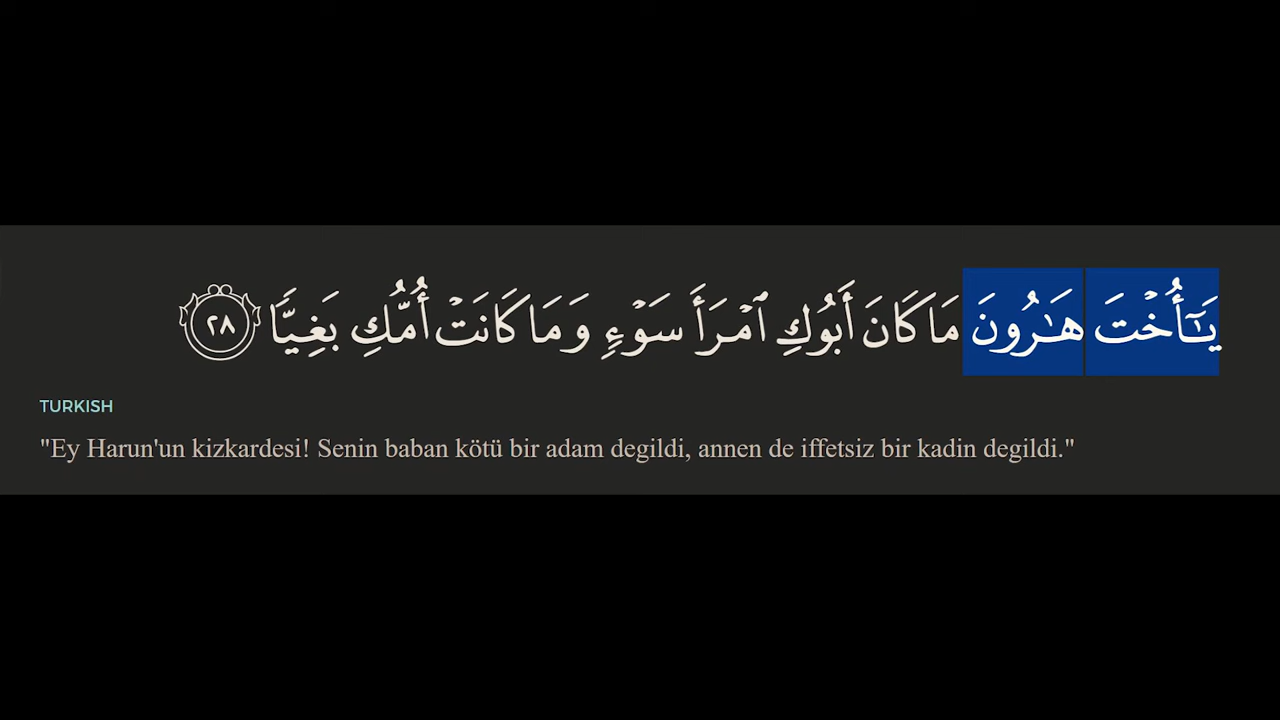 يَـٰٓأُخْتَ هَـٰرُونَ مَا كَانَ أَبُوكِ ٱمْرَأَ سَوْءٍ وَمَا كَانَتْ أُمُّكِ بَغِيًّا ٢٨
TURKISH
"Ey Harun'un kizkardesi! Senin baban kötü bir adam degildi, annen de iffetsiz bir kadin degildi."